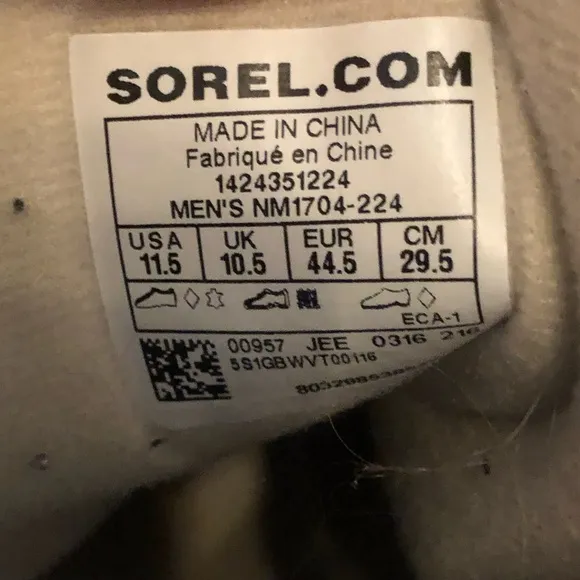 SOREL.COM
MADE IN CHINA
Fabriqué en Chine
1424351224
MEN'S NM1704-224
USA UK EUR CM
11.5 10.5 44.5 29.5
ECA-1
00957 JEE 0316 216
5S1GBWVT00116